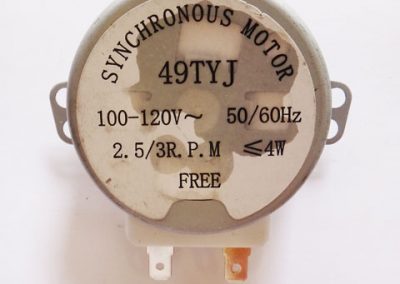 SYNCHRONOUS MOTOR
49TYJ
100-120V~ 50/60Hz
2.5/3R.P.M ≤4W
FREE